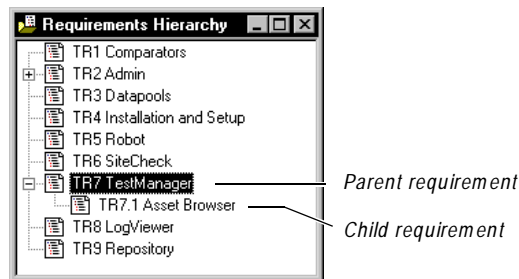 Requirements Hierarchy
TR1 Comparators
TR2 Admin
TR3 Datapools
TR4 Installation and Setup
TR5 Robot
TR6 SiteCheck
TR7 TestManager
Parent requirement
TR7.1 Asset Browser
Child requirement
TR8 LogViewer
TR9 Repository